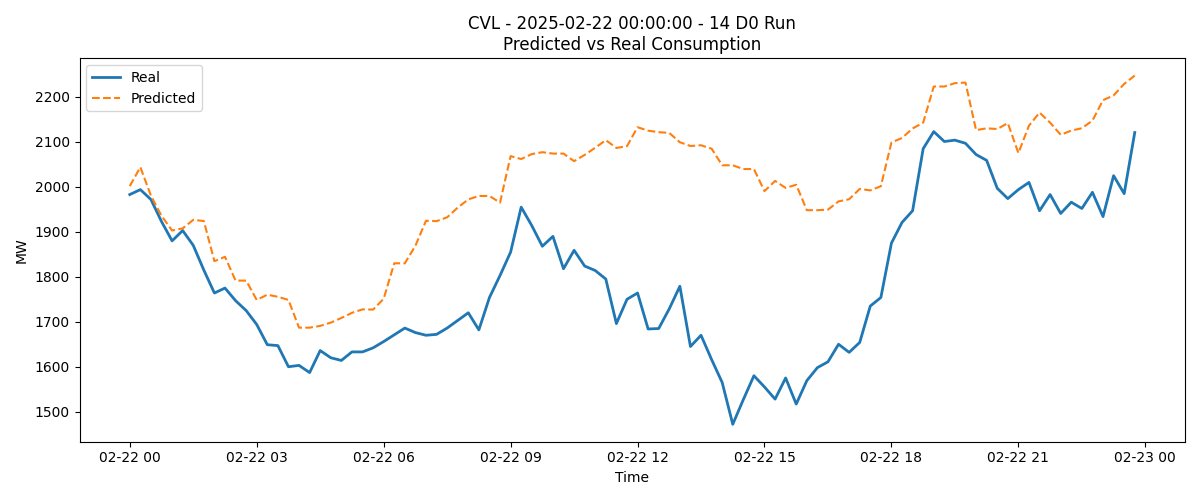 CVL - 2025-02-22 00:00:00 - 14 D0 Run
Predicted vs Real Consumption
Real
Predicted
MW
2200
2100
2000
1900
1800
1700
1600
1500
02-22 00
02-22 03
02-22 06
02-22 09
02-22 12
02-22 15
02-22 18
02-22 21
02-23 00
Time